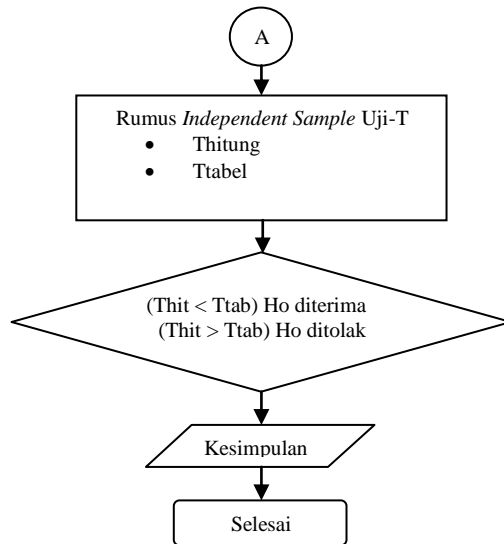 A
Rumus Independent Sample Uji-T
• Thitung
• Ttabel
(Thit < Ttab) Ho diterima
(Thit > Ttab) Ho ditolak
Kesimpulan
Selesai